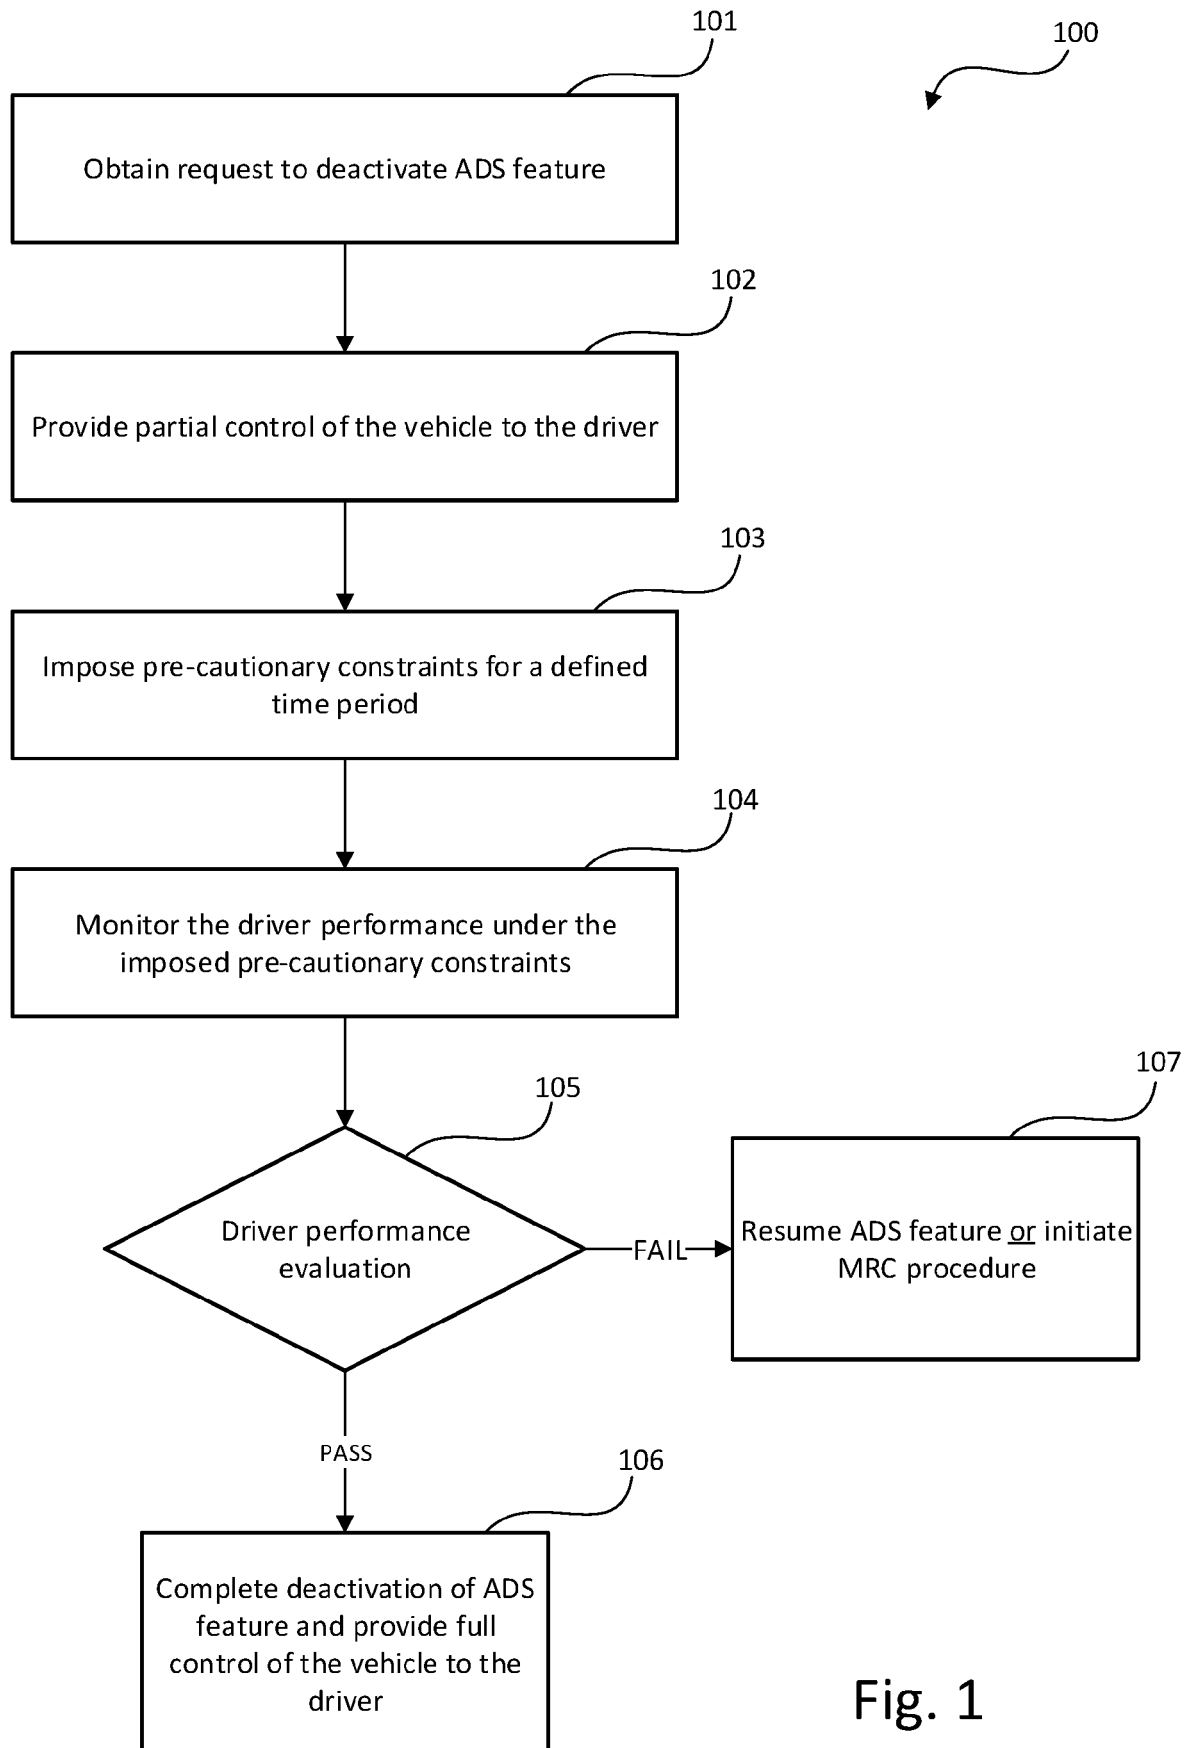 101
100
Obtain request to deactivate ADS feature
102
Provide partial control of the vehicle to the driver
103
Impose pre-cautionary constraints for a defined
time period
104
Monitor the driver performance under the
imposed pre-cautionary constraints
105
107
Driver performance
evaluation
FAIL
Resume ADS feature or initiate
MRC procedure
PASS
106
Complete deactivation of ADS
feature and provide full
control of the vehicle to the
driver
Fig. 1